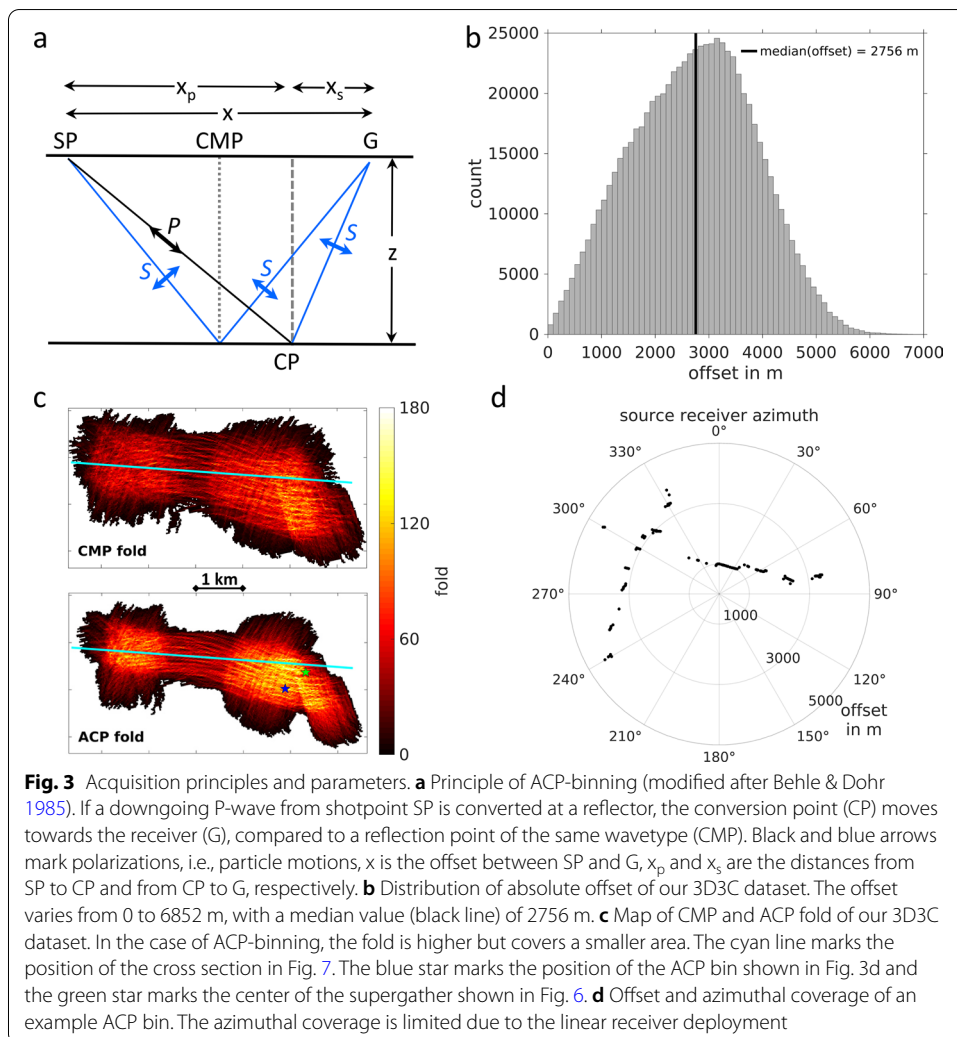 a
x_p
x_s
x
SP
CMP
G
P
S
S
S
z
CP
b
25000
20000
15000
10000
5000
0
count
median(offset) = 2756 m
0 1000 2000 3000 4000 5000 6000 7000
offset in m
c
CMP fold
1 km
ACP fold
180
120
60
0
fold
d
source receiver azimuth
0°
30°
60°
90°
120°
150°
180°
210°
240°
270°
300°
330°
1000
3000
5000
offset
in m
Fig. 3 Acquisition principles and parameters. a Principle of ACP-binning (modified after Behle & Dohr
1985). If a downgoing P-wave from shotpoint SP is converted at a reflector, the conversion point (CP) moves
towards the receiver (G), compared to a reflection point of the same wavetype (CMP). Black and blue arrows
mark polarizations, i.e., particle motions, x is the offset between SP and G, x_p and x_s are the distances from
SP to CP and from CP to G, respectively. b Distribution of absolute offset of our 3D3C dataset. The offset
varies from 0 to 6852 m, with a median value (black line) of 2756 m. c Map of CMP and ACP fold of our 3D3C
dataset. In the case of ACP-binning, the fold is higher but covers a smaller area. The cyan line marks the
position of the cross section in Fig. 7. The blue star marks the position of the ACP bin shown in Fig. 3d and
the green star marks the center of the supergather shown in Fig. 6. d Offset and azimuthal coverage of an
example ACP bin. The azimuthal coverage is limited due to the linear receiver deployment